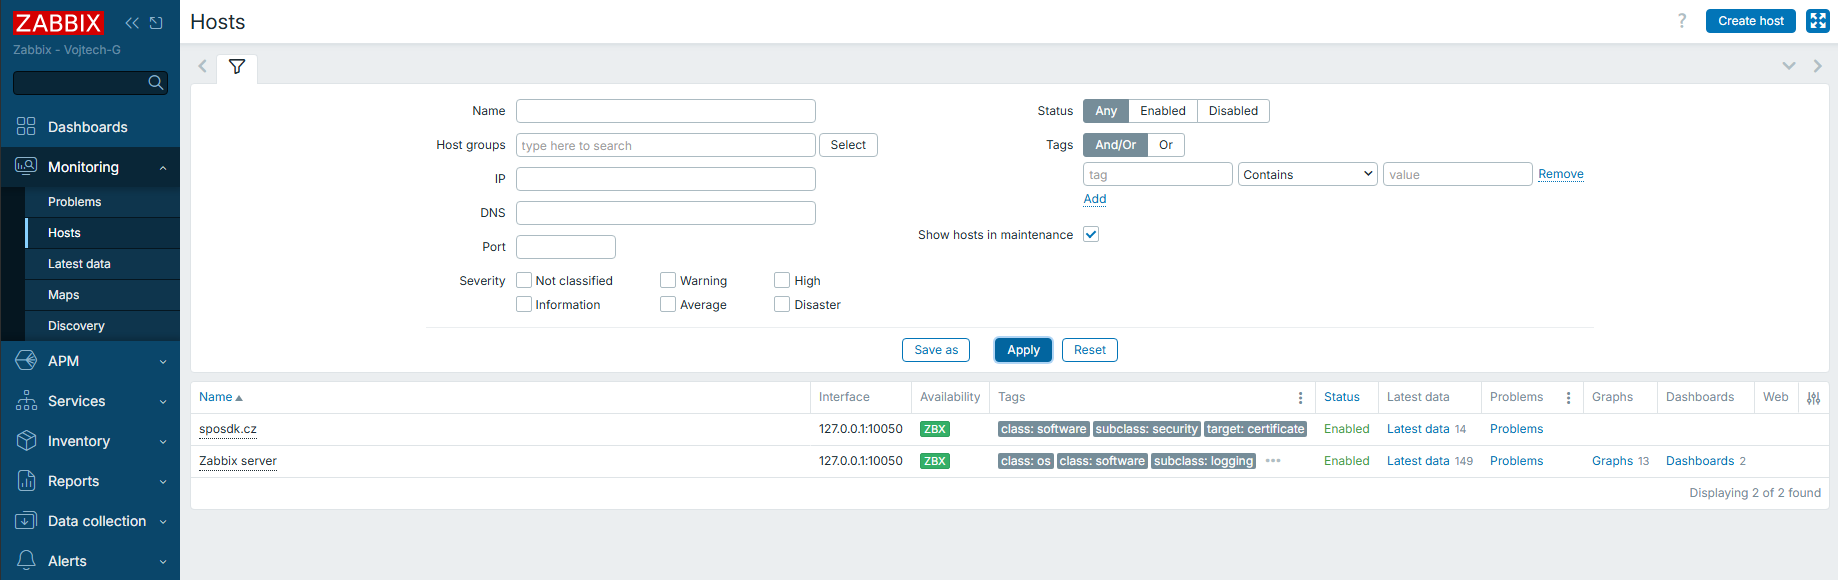 ZABBIX
Zabbix - Vojtech-G
Dashboards
Monitoring
Problems
Hosts
Latest data
Maps
Discovery
APM
Services
Inventory
Reports
Data collection
Alerts
Hosts
? Create host
Name
Host groups type here to search Select
IP
DNS
Port
Severity Not classified Warning High
Information Average Disaster
Status Any Enabled Disabled
Tags And/Or Or
tag Contains value Remove
Add
Show hosts in maintenance
Save as Apply Reset
Name Interface Availability Tags Status Latest data Problems Graphs Dashboards Web
sposdk.cz 127.0.0.1:10050 ZBX class: software subclass: security target: certificate Enabled Latest data 14 Problems
Zabbix server 127.0.0.1:10050 ZBX class: os class: software subclass: logging ••• Enabled Latest data 149 Problems Graphs 13 Dashboards 2
Displaying 2 of 2 found